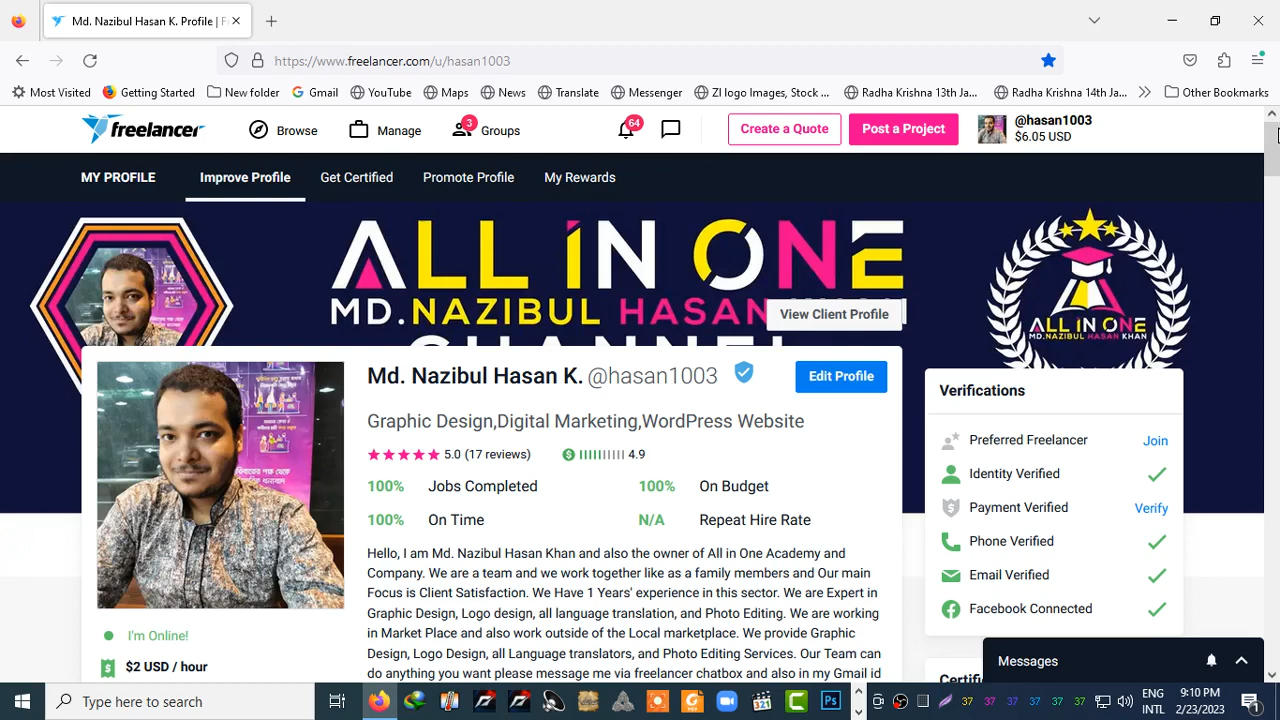 Md. Nazibul Hasan K. Profile | F
https://www.freelancer.com/u/hasan1003
Most Visited Getting Started New folder Gmail YouTube Maps News Translate Messenger ZI logo Images, Stock ... Radha Krishna 13th Ja... Radha Krishna 14th Ja... Other Bookmarks
freelancer Browse Manage 3 Groups 64 Create a Quote Post a Project @hasan1003
$6.05 USD
MY PROFILE Improve Profile Get Certified Promote Profile My Rewards
ALL iN ONE
MD.NAZIBUL HASAN KHAN
CHANNEL
View Client Profile
ALL iN ONE
MD.NAZIBUL HASAN KHAN
Md. Nazibul Hasan K. @hasan1003 Edit Profile
Graphic Design,Digital Marketing,WordPress Website
5.0 (17 reviews) 4.9
100% Jobs Completed 100% On Budget
100% On Time N/A Repeat Hire Rate
Hello, I am Md. Nazibul Hasan Khan and also the owner of All in One Academy and
Company. We are a team and we work together like as a family members and Our main
Focus is Client Satisfaction. We Have 1 Years' experience in this sector. We are Expert in
Graphic Design, Logo design, all language translation, and Photo Editing. We are working
in Market Place and also work outside of the Local marketplace. We provide Graphic
Design, Logo Design, all Language translators, and Photo Editing Services. Our Team can
do anything you want please message me via freelancer chatbox and also in my Gmail id
I'm Online!
$2 USD / hour
Verifications
Preferred Freelancer Join
Identity Verified
Payment Verified Verify
Phone Verified
Email Verified
Facebook Connected
Messages
Type here to search
321 Ps 37 37 37 37 37 37 ENG
INTL
9:10 PM
2/23/2023
1